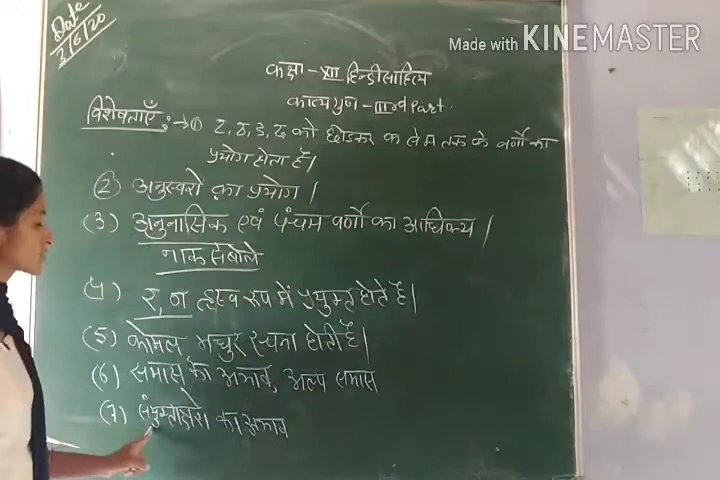 Date
3/6/20
Made with KINEMASTER
कक्षा - XII हिन्दी साहित्य
काव्यगुण - III rd Part.
विशेषताएँ :→ ① ट, ठ, ड, ढ को छोडकर क से म तक के वर्णों का
प्रयोग होता है।
② अनुस्वरो का प्रयोग।
(3) अनुनासिक एवं पंचम वर्णों का आधिक्य।
नाक से बोले
(4) र, न ह्रस्व रूप में प्रयुक्त होते हैं।
(5) कोमल, मधुर रचना होती है।
(6) समास का अभाव, अल्प समास
(7) संयुक्ताक्षरो का अभाव